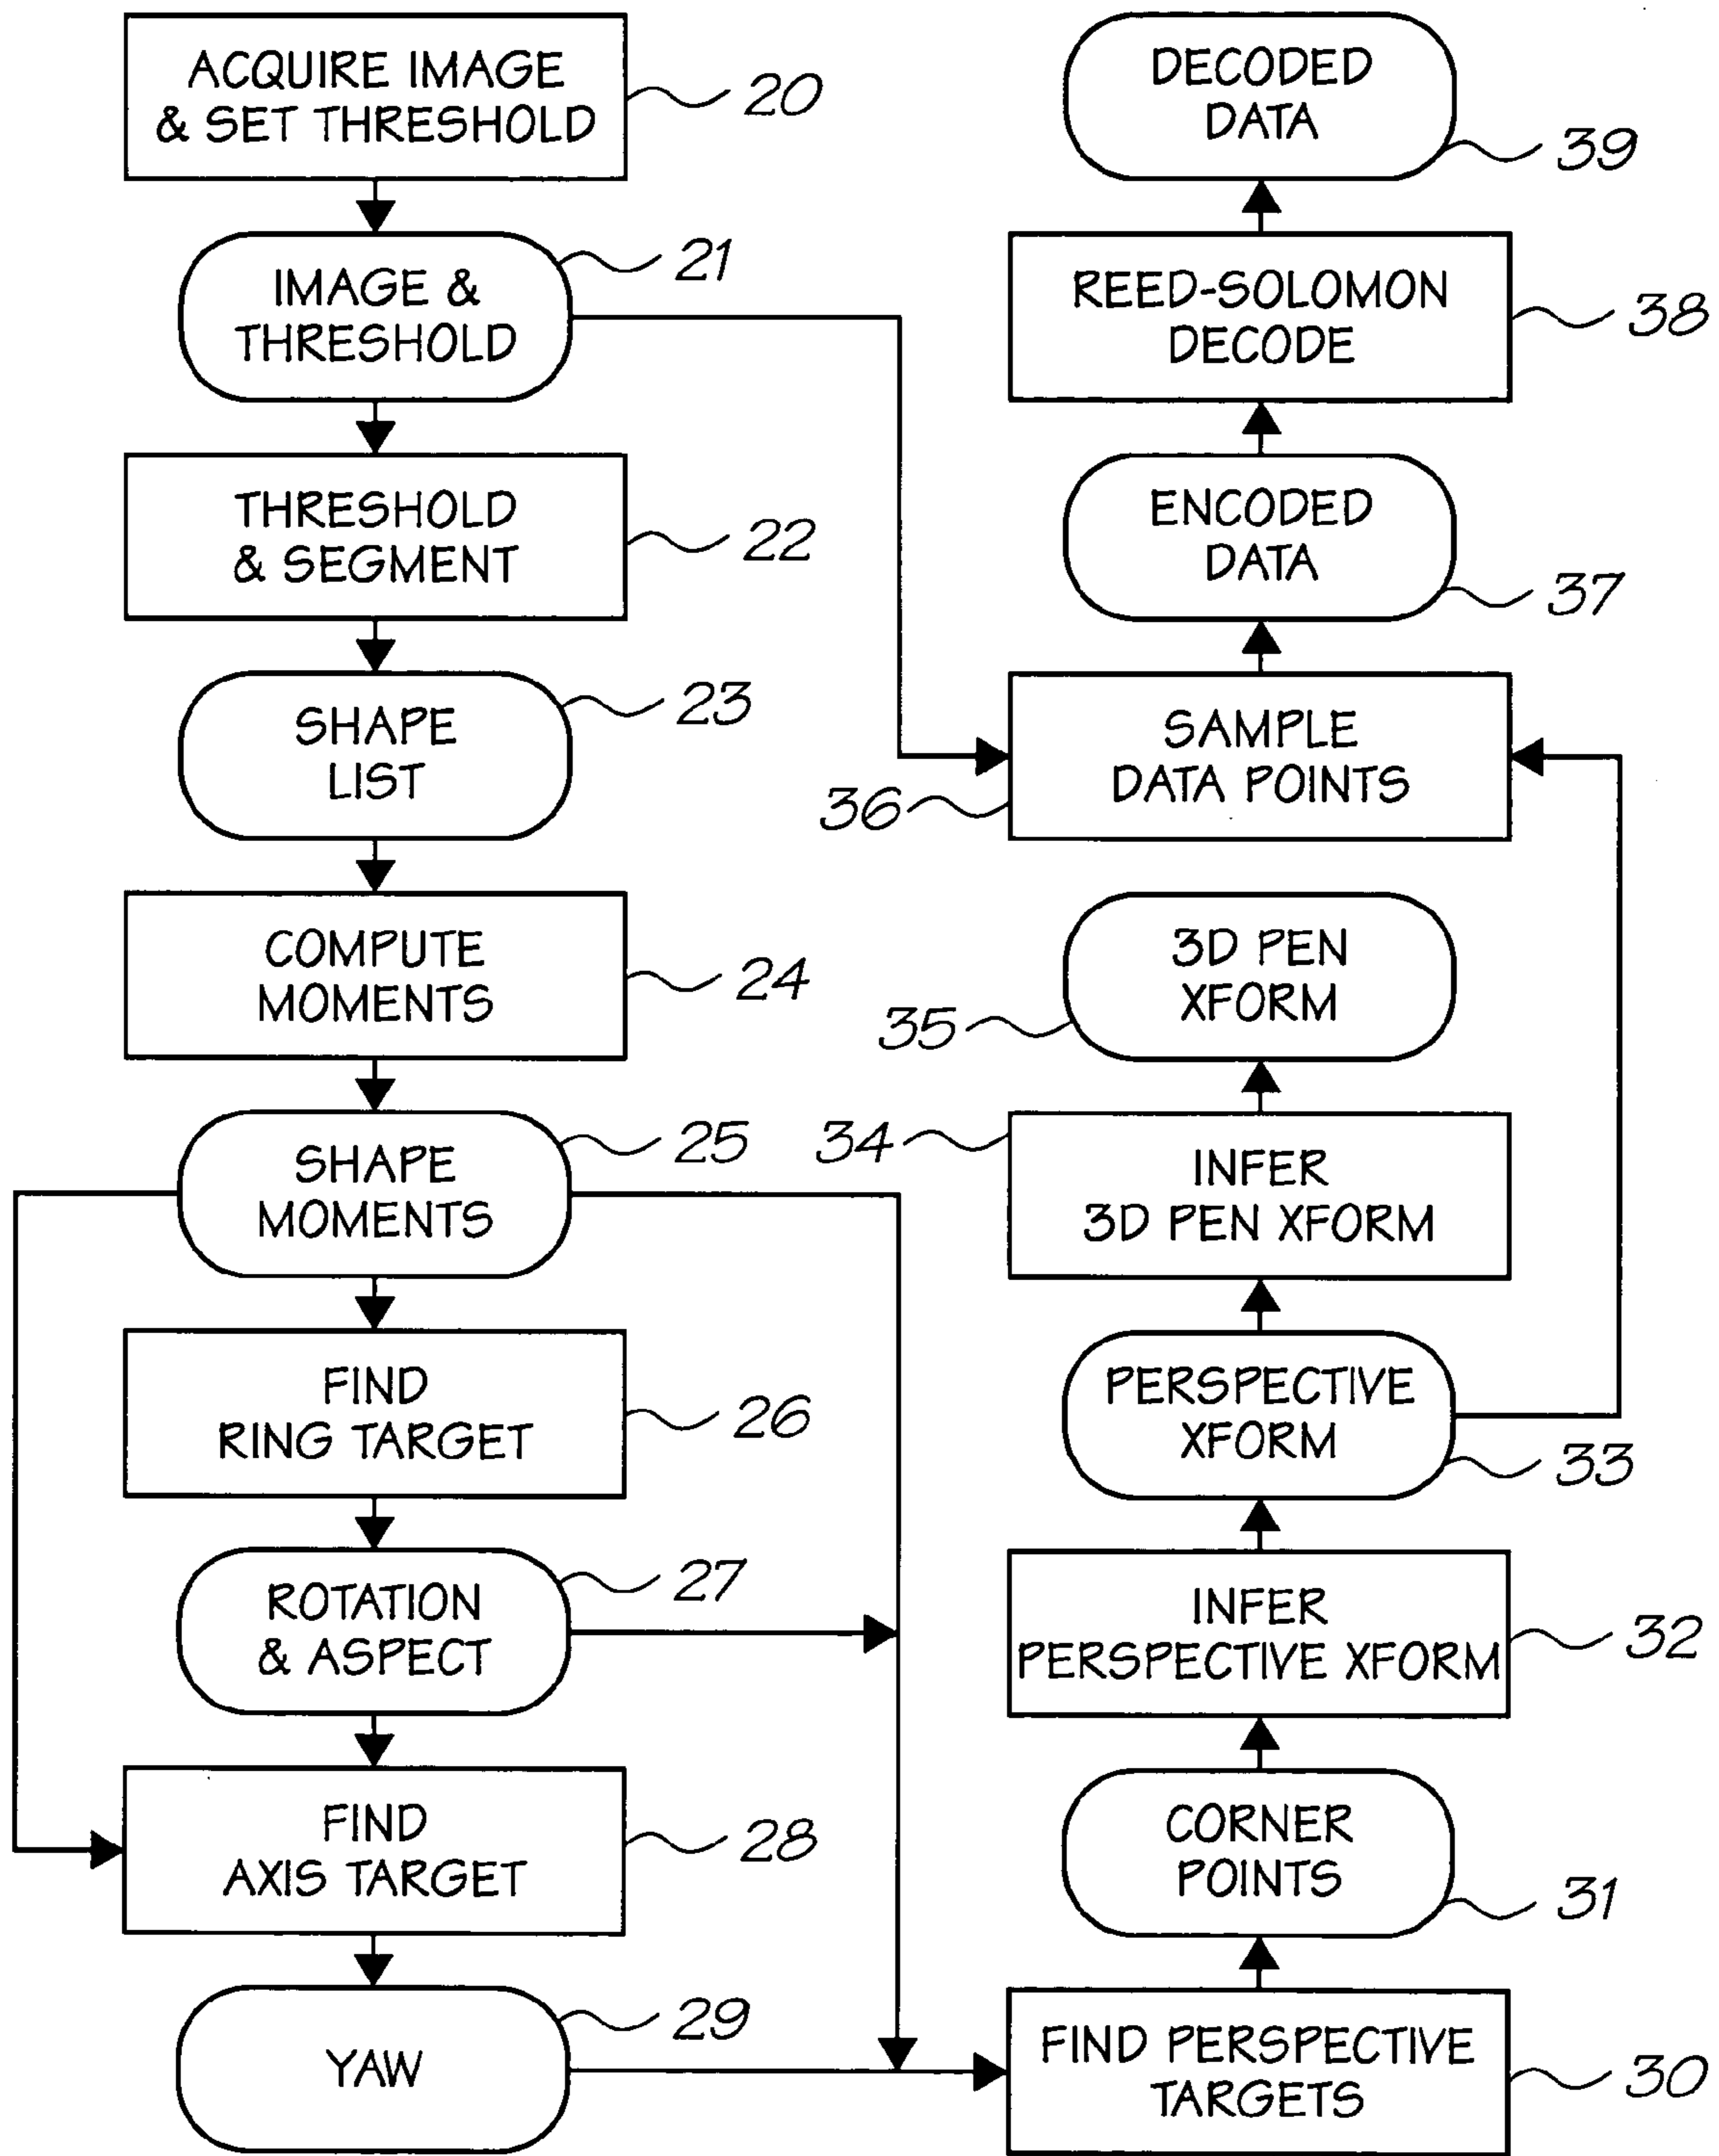 ACQUIRE IMAGE
& SET THRESHOLD
20
IMAGE &
THRESHOLD
21
THRESHOLD
& SEGMENT
22
SHAPE
LIST
23
COMPUTE
MOMENTS
24
SHAPE
MOMENTS
25
FIND
RING TARGET
26
ROTATION
& ASPECT
27
FIND
AXIS TARGET
28
YAW
29
DECODED
DATA
39
REED-SOLOMON
DECODE
38
ENCODED
DATA
37
SAMPLE
DATA POINTS
36
3D PEN
XFORM
35
INFER
3D PEN XFORM
34
PERSPECTIVE
XFORM
33
INFER
PERSPECTIVE XFORM
32
CORNER
POINTS
31
FIND PERSPECTIVE
TARGETS
30